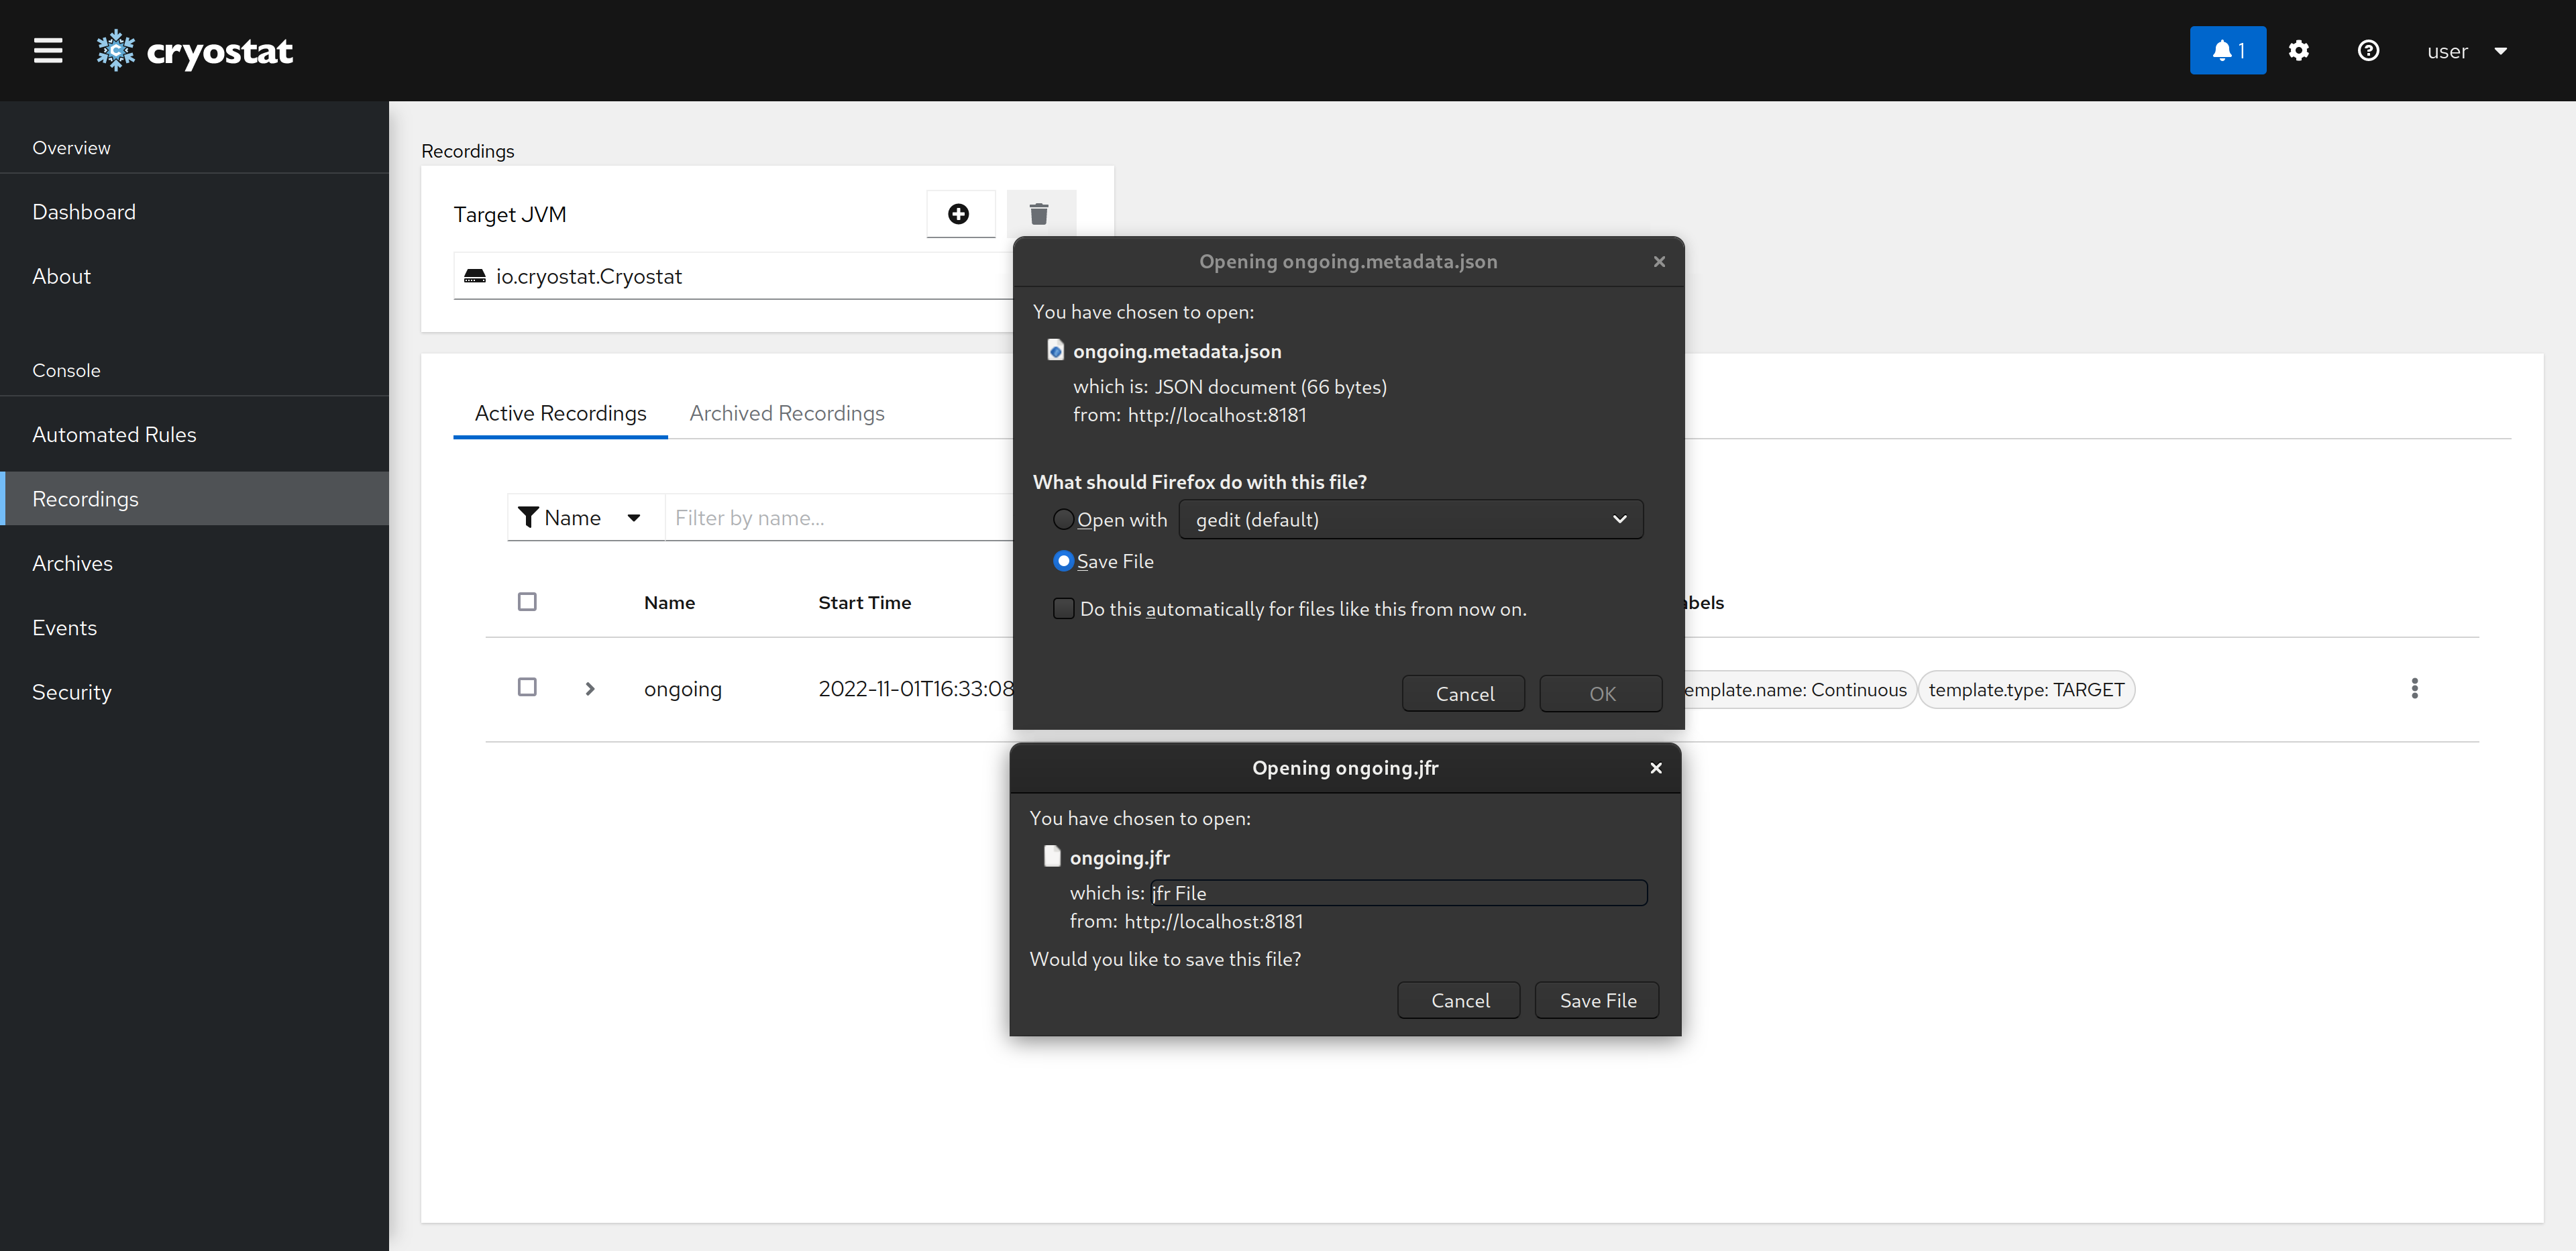 cryostat
1
user
Overview
Dashboard
About
Console
Automated Rules
Recordings
Archives
Events
Security
Recordings
Target JVM
io.cryostat.Cryostat
Active Recordings
Archived Recordings
Name
Filter by name...
Name
Start Time
abels
ongoing
2022-11-01T16:33:08
emplate.name: Continuous
template.type: TARGET
Opening ongoing.metadata.json
You have chosen to open:
ongoing.metadata.json
which is: JSON document (66 bytes)
from: http://localhost:8181
What should Firefox do with this file?
Open with
gedit (default)
Save File
Do this automatically for files like this from now on.
Cancel
OK
Opening ongoing.jfr
You have chosen to open:
ongoing.jfr
which is: jfr File
from: http://localhost:8181
Would you like to save this file?
Cancel
Save File